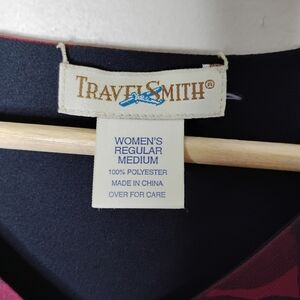 TRAVELSMITH®
WOMEN'S
REGULAR
MEDIUM
100% POLYESTER
MADE IN CHINA
OVER FOR CARE